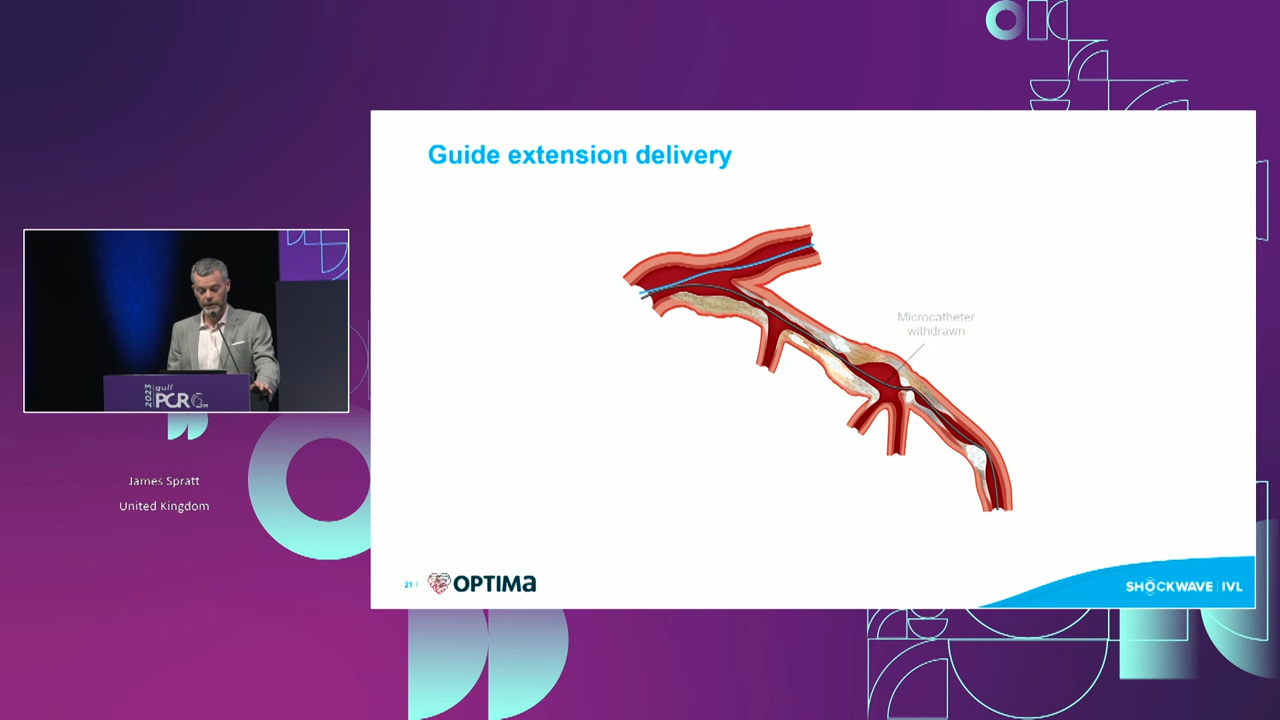 Guide extension delivery
Microcatheter
withdrawn
2023
gulf
PCR
James Spratt
United Kingdom
21
OPTIMa
SHOCKWAVE | IVL